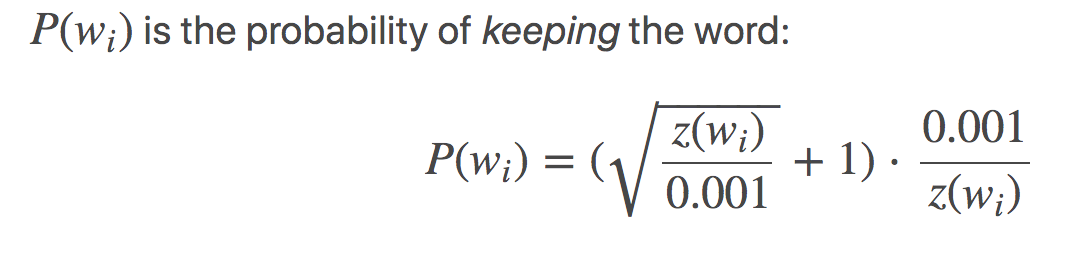 P(wᵢ) is the probability of keeping the word:
P(wᵢ) = (√(z(wᵢ)/0.001) + 1) · 0.001/z(wᵢ)